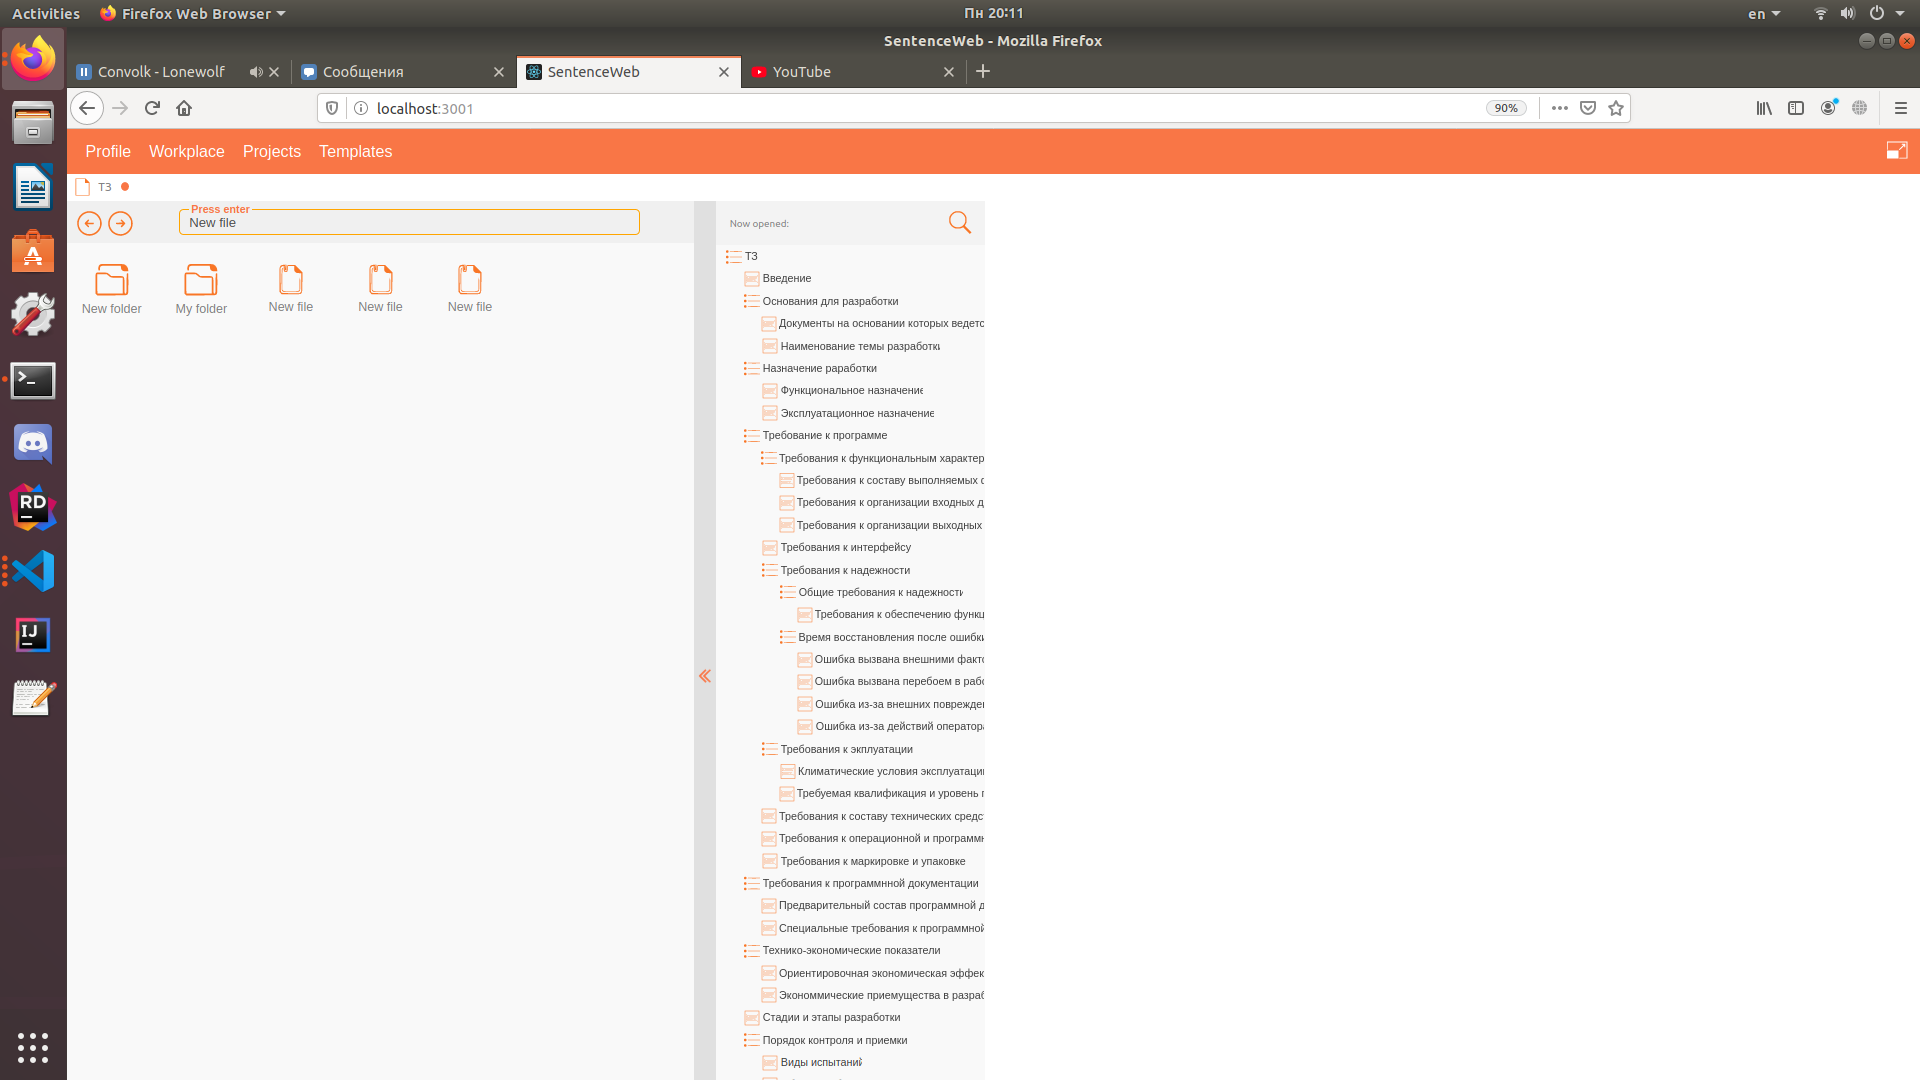 Activities
Firefox Web Browser
Пн 20:11
en
SentenceWeb - Mozilla Firefox
Convolk - Lonewolf
Сообщения
SentenceWeb
YouTube
localhost:3001
90%
Profile
Workplace
Projects
Templates
ТЗ
Press enter
New file
Now opened:
New folder
My folder
New file
New file
New file
ТЗ
Введение
Основания для разработки
Документы на основании которых ведетс
Наименование темы разработки
Назначение раработки
Функциональное назначение
Эксплуатационное назначение
Требование к программе
Требования к функциональным характер
Требования к составу выполняемых
Требования к организации входных д
Требования к организации выходных
Требования к интерфейсу
Требования к надежности
Общие требования к надежности
Требования к обеспечению функц
Время восстановления после ошибки
Ошибка вызвана внешними факто
Ошибка вызвана перебоем в рабо
Ошибка из-за внешних поврежден
Ошибка из-за действий оператора
Требования к экплуатации
Климатические условия эксплуатации
Требуемая квалификация и уровень
Требования к составу технических средс
Требования к операционной и программн
Требования к маркировке и упаковке
Требования к программнной документации
Предварительный состав программной д
Специальные требования к программной
Технико-экономические показатели
Ориентировочная экономическая эффек
Экономмические приемущества в разраб
Стадии и этапы разработки
Порядок контроля и приемки
Виды испытаний